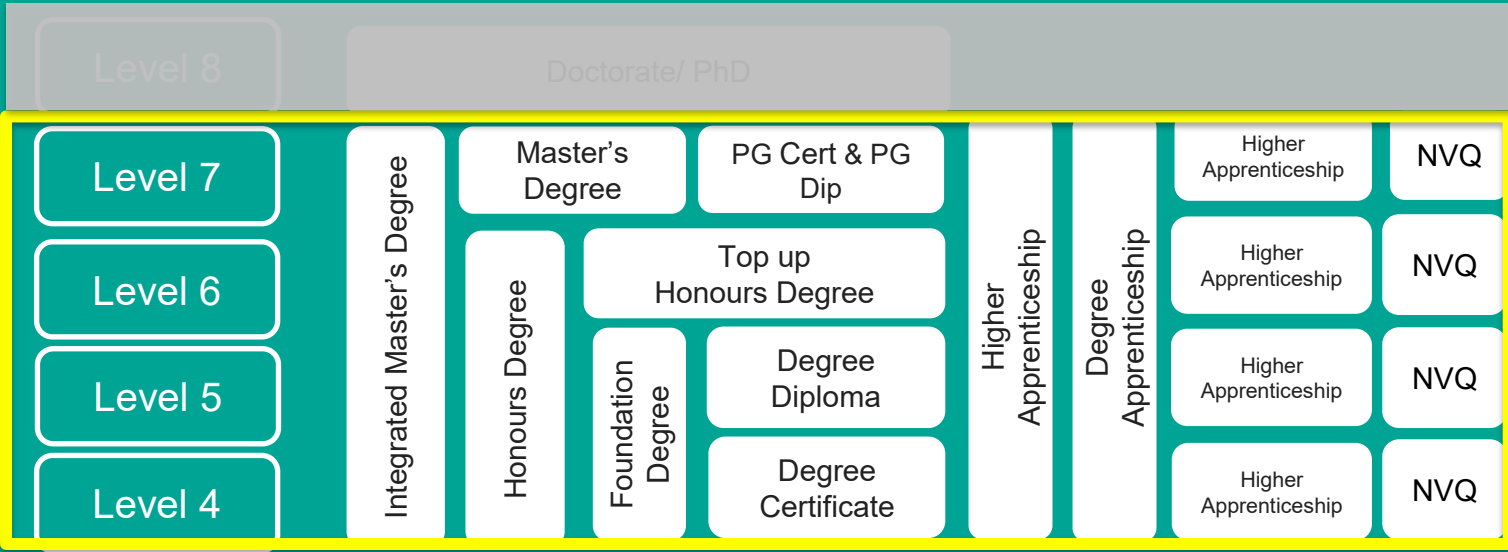 Level 8
Doctorate/ PhD
Level 7
Level 6
Level 5
Level 4
Integrated Master's Degree
Master's
Degree
PG Cert & PG
Dip
Honours Degree
Top up
Honours Degree
Foundation
Degree
Degree
Diploma
Degree
Certificate
Higher
Apprenticeship
Degree
Apprenticeship
Higher
Apprenticeship
NVQ
Higher
Apprenticeship
NVQ
Higher
Apprenticeship
NVQ
Higher
Apprenticeship
NVQ